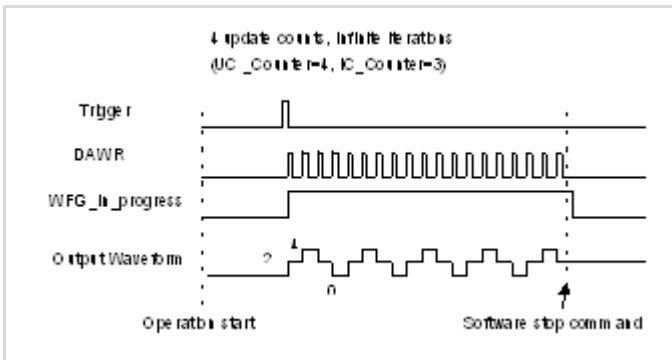 4 update counts, infinite iterations
(UC_Counter=4, IC_Counter=3)
Trigger
DAWR
WFG_in_progress
Output Waveform
2
4
0
Operation start
Software stop command